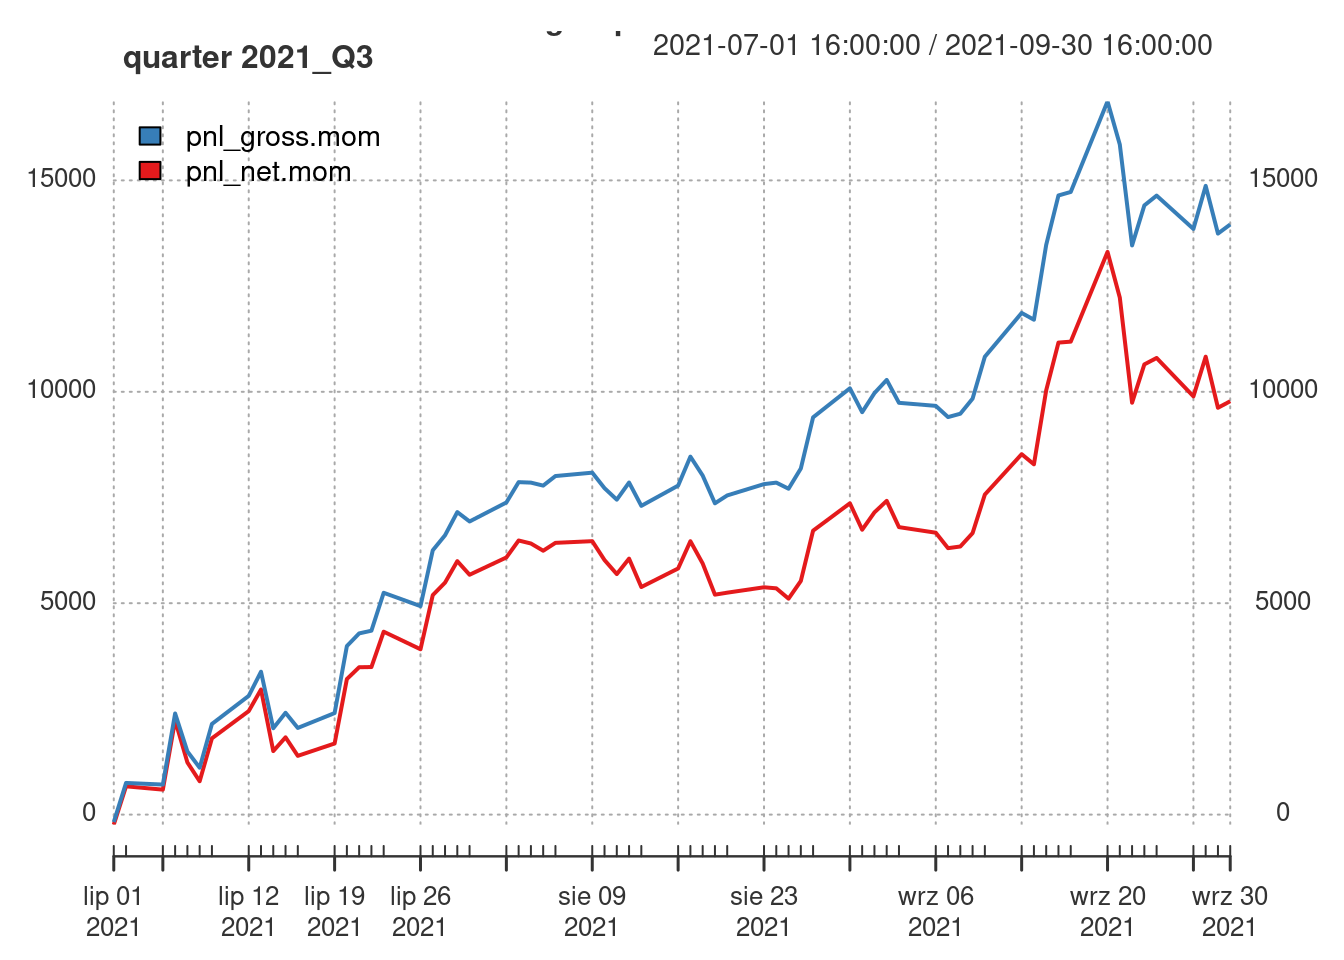 quarter 2021_Q3
2021-07-01 16:00:00 / 2021-09-30 16:00:00
pnl_gross.mom
pnl_net.mom
15000 15000
10000 10000
5000 5000
0 0
lip 01 lip 12 lip 19 lip 26 sie 09 sie 23 wrz 06 wrz 20 wrz 30
2021 2021 2021 2021 2021 2021 2021 2021 2021